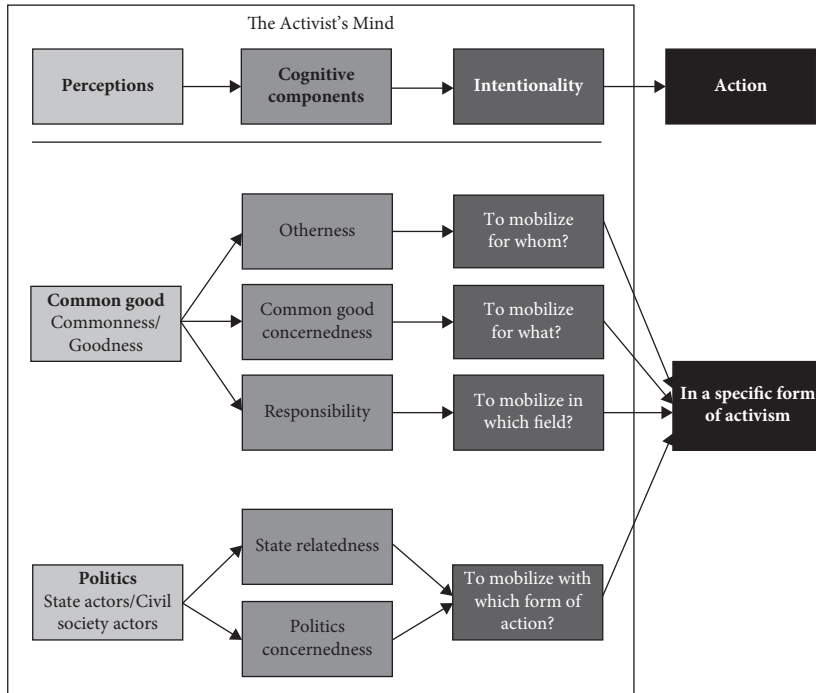 The Activist's Mind
Perceptions
Cognitive
components
Intentionality
Action
Otherness
To mobilize
for whom?
Common good
Commonness/
Goodness
Common good
concernedness
To mobilize
for what?
Responsibility
To mobilize in
which field?
In a specific form
of activism
State relatedness
Politics
State actors/Civil
society actors
Politics
concernedness
To mobilize with
which form of
action?